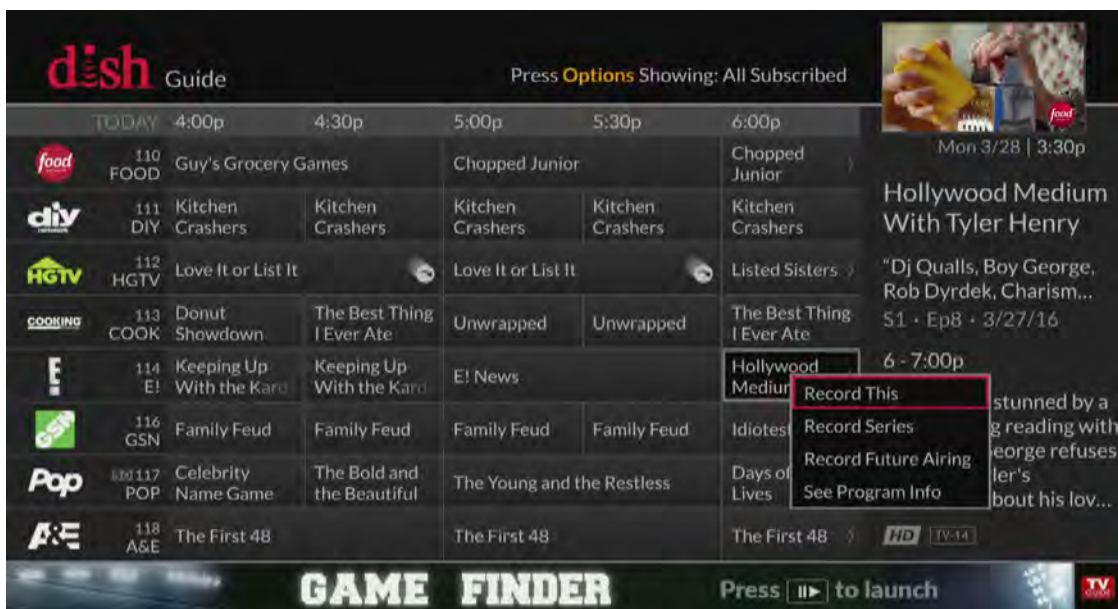 dish Guide
Press Options Showing: All Subscribed
food
Mon 3/28 | 3:30p
TODAY 4:00p 4:30p 5:00p 5:30p 6:00p
food
110
FOOD
Guy's Grocery Games
Chopped Junior
Chopped
Junior
diy
111
DIY
Kitchen
Crashers
Kitchen
Crashers
Kitchen
Crashers
Kitchen
Crashers
Kitchen
Crashers
HGTV
112
HGTV
Love It or List It
Love It or List It
Listed Sisters
COOKING
113
COOK
Donut
Showdown
The Best Thing
I Ever Ate
Unwrapped
Unwrapped
The Best Thing
I Ever Ate
E!
114
E!
Keeping Up
With the Kard
Keeping Up
With the Kard
E! News
Hollywood
Medium
GSN
116
GSN
Family Feud
Family Feud
Family Feud
Family Feud
Idiotest
Pop
117
POP
Celebrity
Name Game
The Bold and
the Beautiful
The Young and the Restless
Days of
Lives
A&E
118
A&E
The First 48
The First 48
The First 48
Record This
Record Series
Record Future Airing
See Program Info
Hollywood Medium
With Tyler Henry
"Dj Qualls, Boy George,
Rob Dyrdek, Charism...
S1 · Ep8 · 3/27/16
6 - 7:00p
stunned by a
g reading with
eorge refuses
ler's
bout his lov...
HD TV-14
GAME FINDER
Press to launch
TV